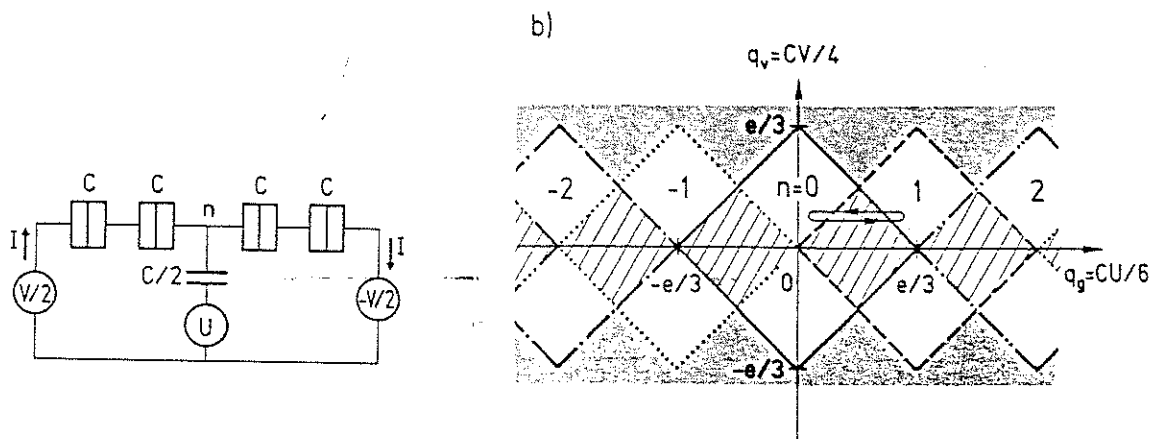 b)
q_v=CV/4
e/3
-2 -1 n=0 1 2
0
-e/3 e/3
q_g=CU/6
-e/3
C C n C C
I I
C/2
V/2 U -V/2